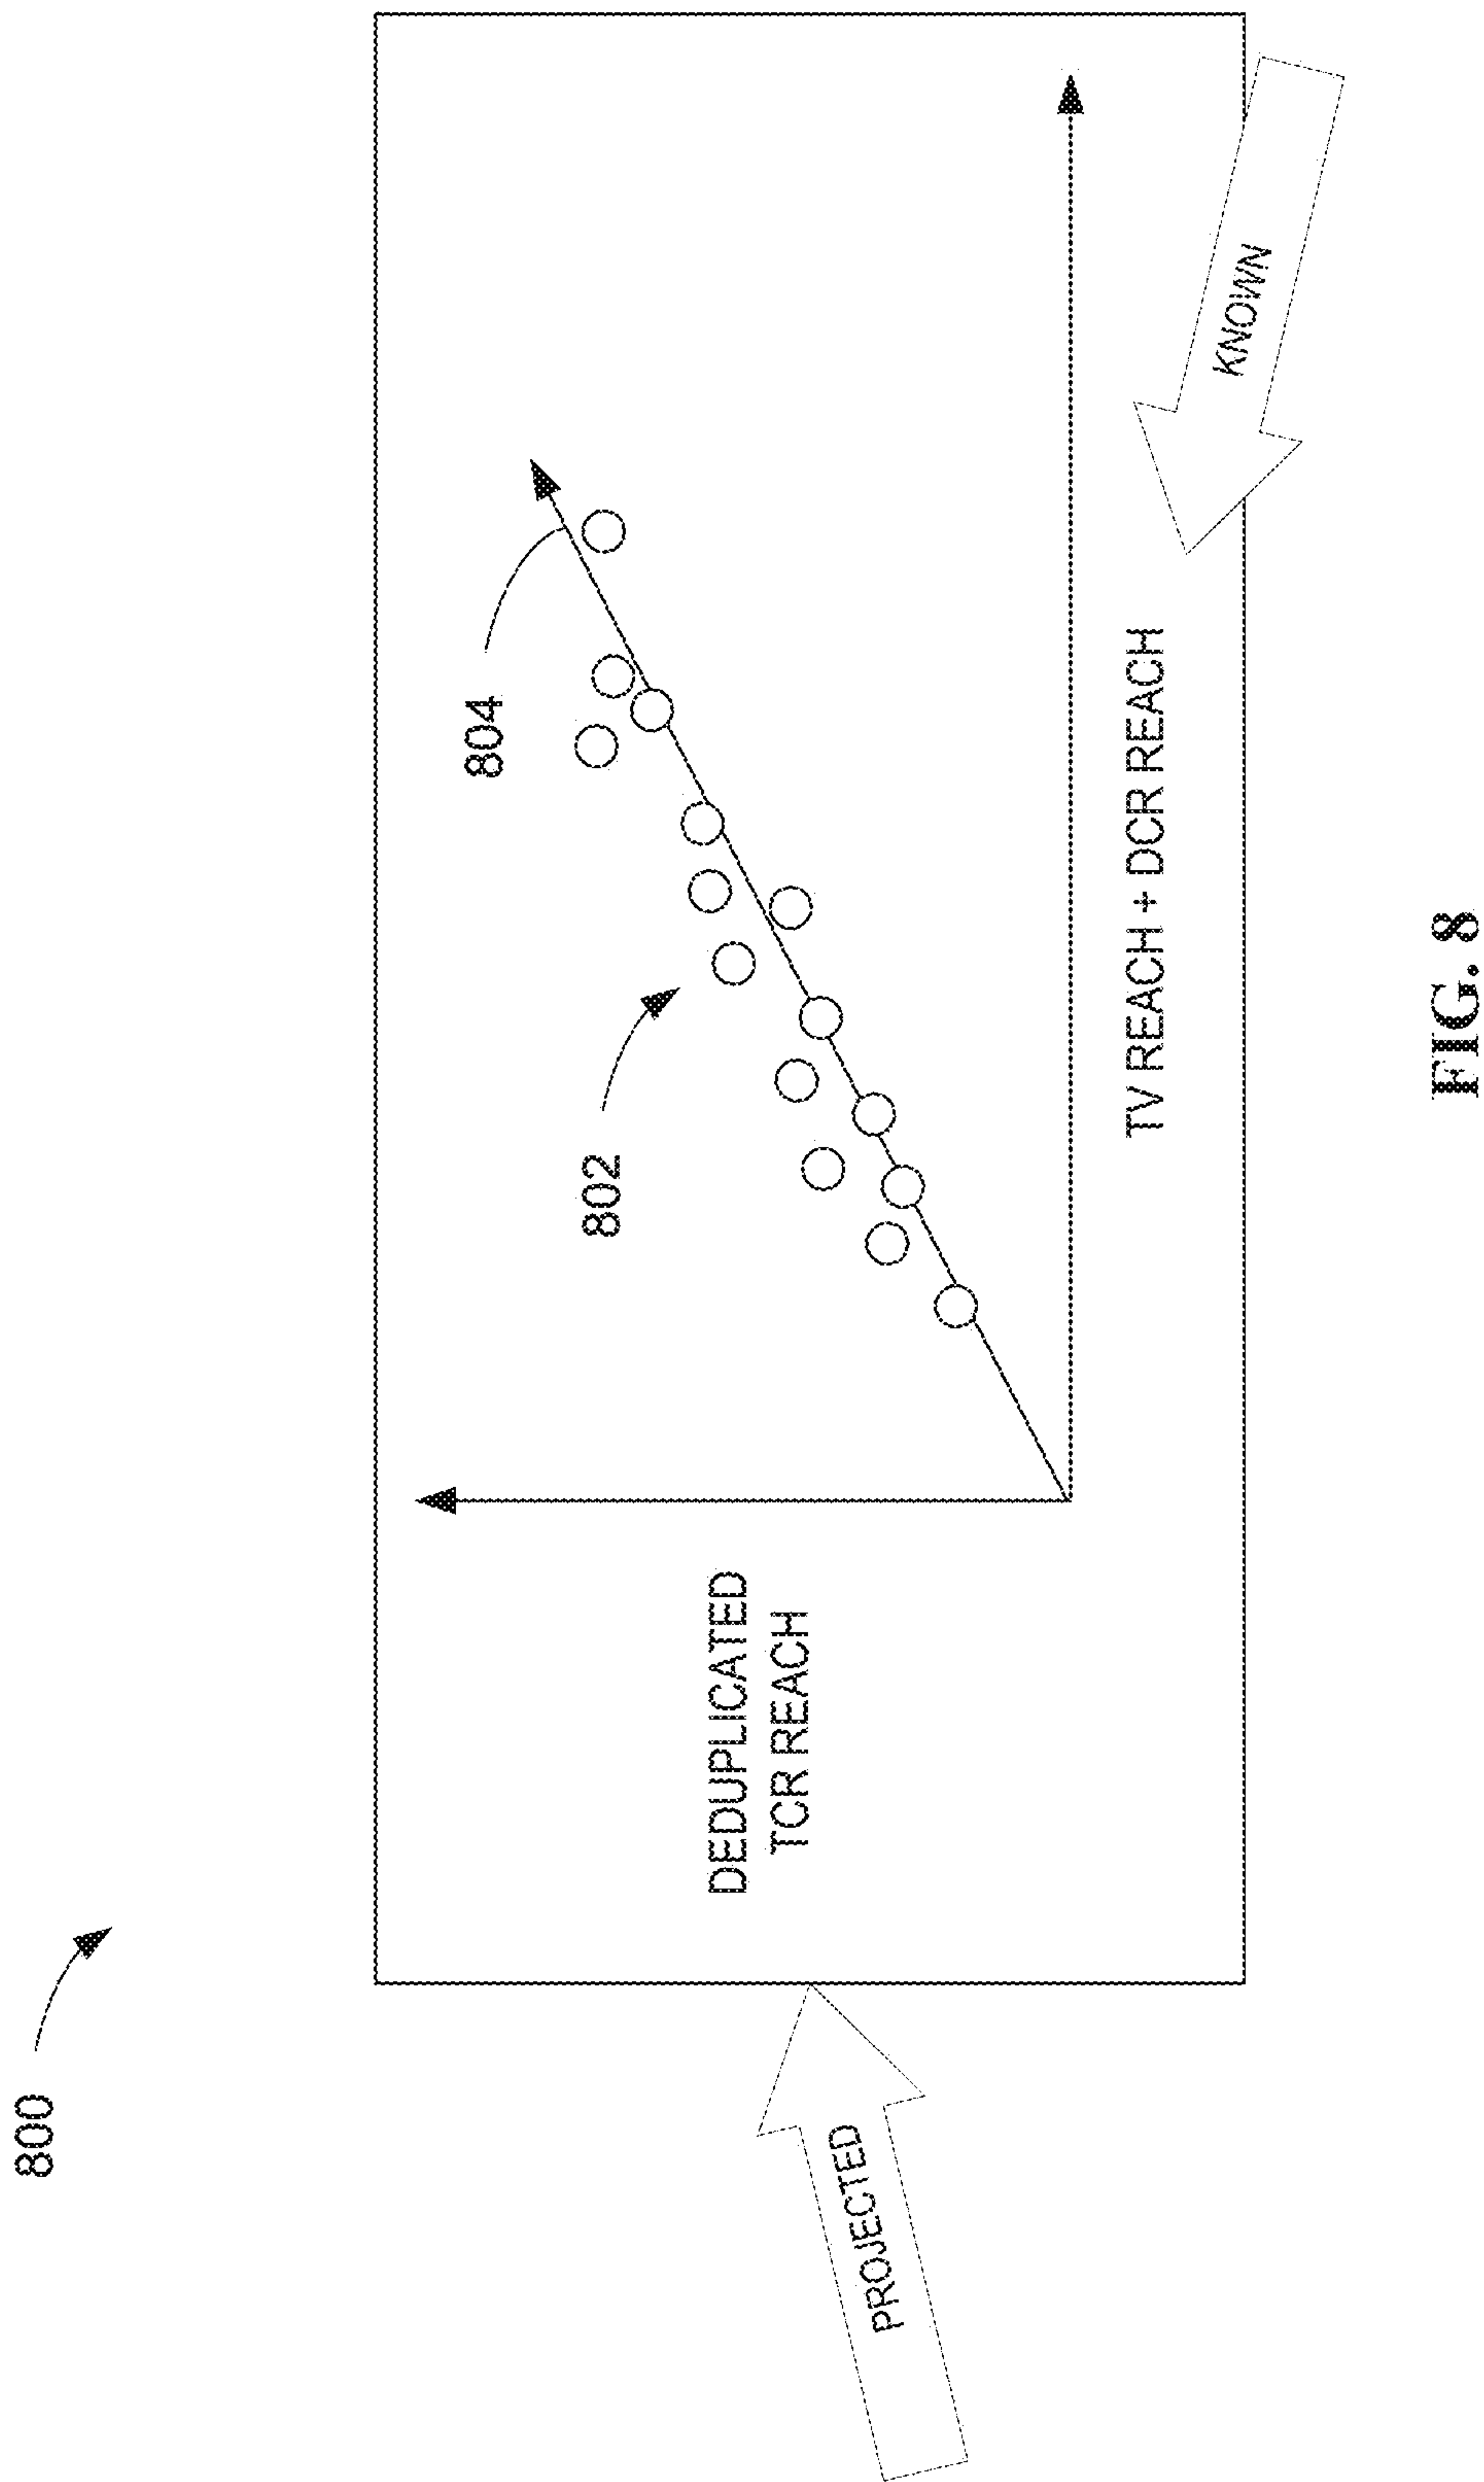 800
804
802
DEDUPLICATED
TCR REACH
TV REACH + DCR REACH
PROJECTED
KNOWN
FIG. 8